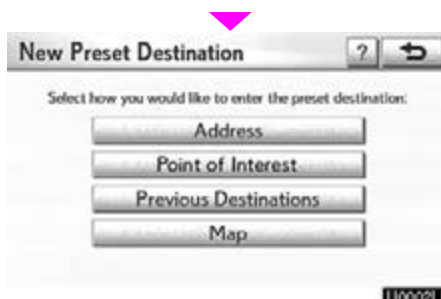 New Preset Destination ?
Select how you would like to enter the preset destination:
Address
Point of Interest
Previous Destinations
Map